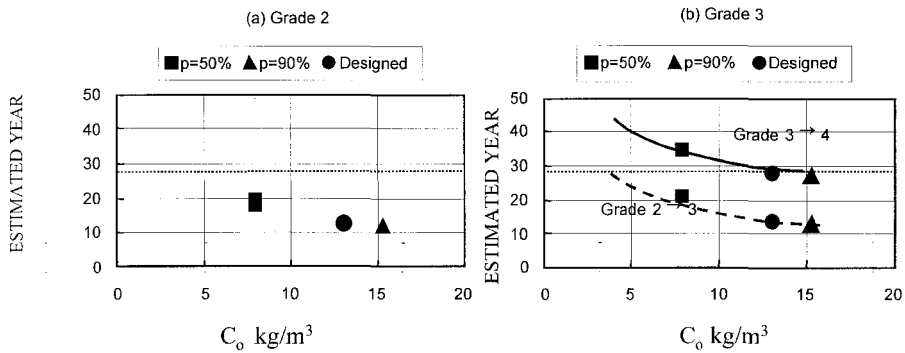 (a) Grade 2
■ p=50% ▲ p=90% ● Designed
ESTIMATED YEAR
50
40
30
20
10
0
0 5 10 15 20
C₀ kg/m³
(b) Grade 3
■ p=50% ▲ p=90% ● Designed
ESTIMATED YEAR
50
40
30
20
10
0
Grade 3 → 4
Grade 2 → 3
0 5 10 15 20
C₀ kg/m³